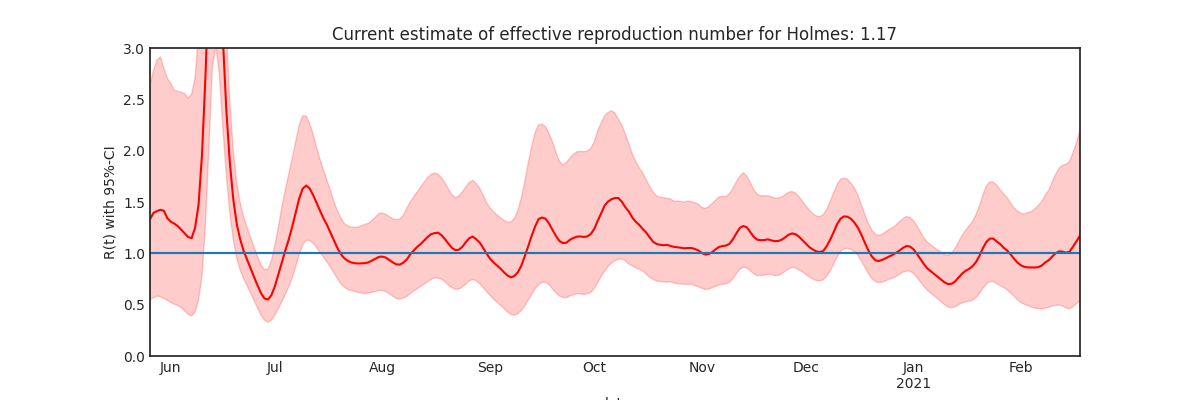 Current estimate of effective reproduction number for Holmes: 1.17
R(t) with 95%-CI
3.0
2.5
2.0
1.5
1.0
0.5
0.0
Jun Jul Aug Sep Oct Nov Dec Jan Feb
2021